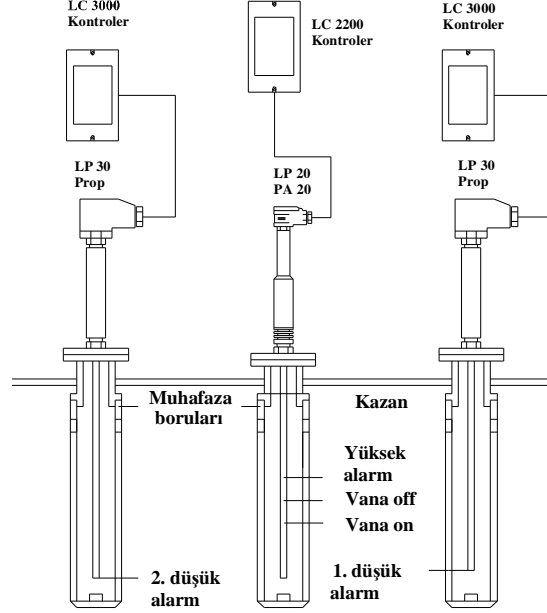 LC 3000
Kontroler
LC 2200
Kontroler
LC 3000
Kontroler
LP 30
Prop
LP 20
PA 20
LP 30
Prop
Muhafaza
boruları
Kazan
Yüksek
alarm
Vana off
Vana on
2. düşük
alarm
1. düşük
alarm